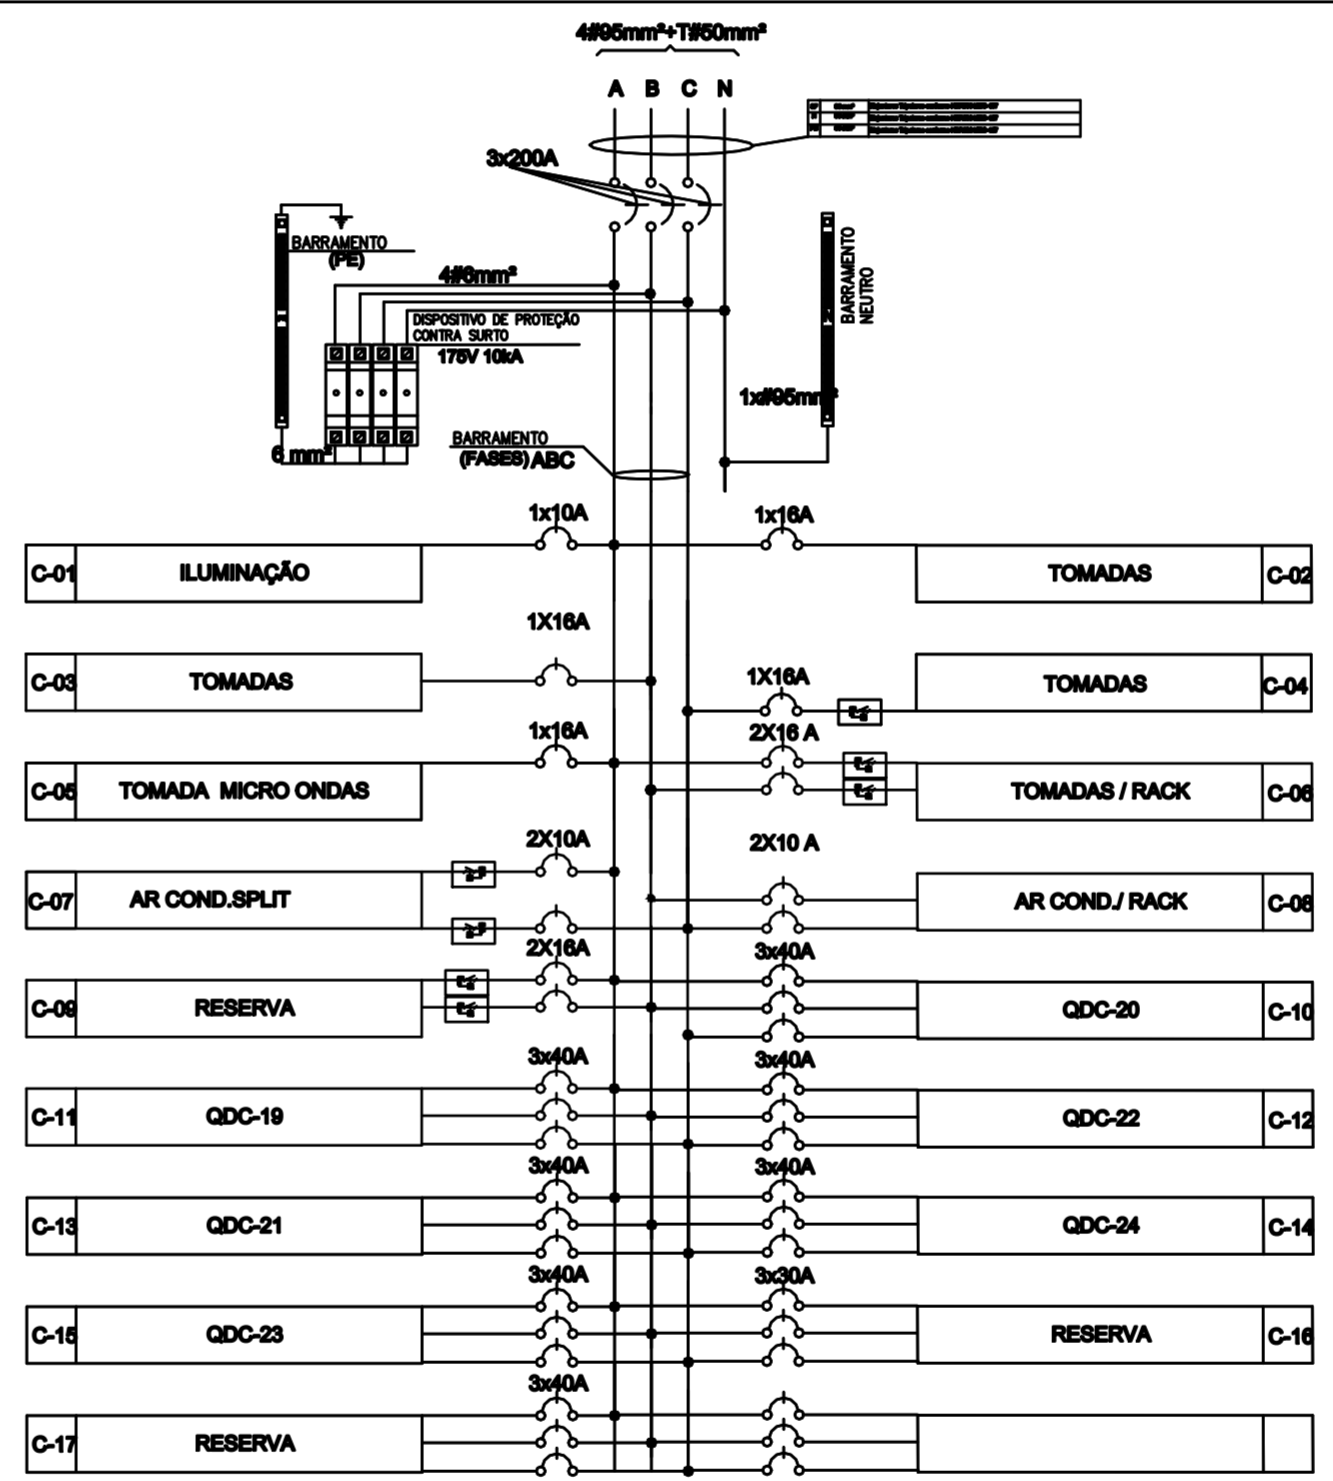 4#95mm²+T#50mm²
A B C N
3x200A
BARRAMENTO
(PE)
4#6mm²
DISPOSITIVO DE PROTEÇÃO
CONTRA SURTO
175V 10kA
BARRAMENTO
NEUTRO
1x#95mm²
6 mm²
BARRAMENTO
(FASES) ABC
1x10A
1x16A
C-01 ILUMINAÇÃO
TOMADAS C-02
1X16A
C-03 TOMADAS
1X16A
TOMADAS C-04
1x16A
2X16 A
C-05 TOMADA MICRO ONDAS
TOMADAS / RACK C-06
2X10A
2X10 A
C-07 AR COND.SPLIT
AR COND./ RACK C-08
2X16A
3x40A
C-09 RESERVA
QDC-20 C-10
3x40A
3x40A
C-11 QDC-19
QDC-22 C-12
3x40A
3x40A
C-13 QDC-21
QDC-24 C-14
3x40A
3x30A
C-15 QDC-23
RESERVA C-16
3x40A
C-17 RESERVA